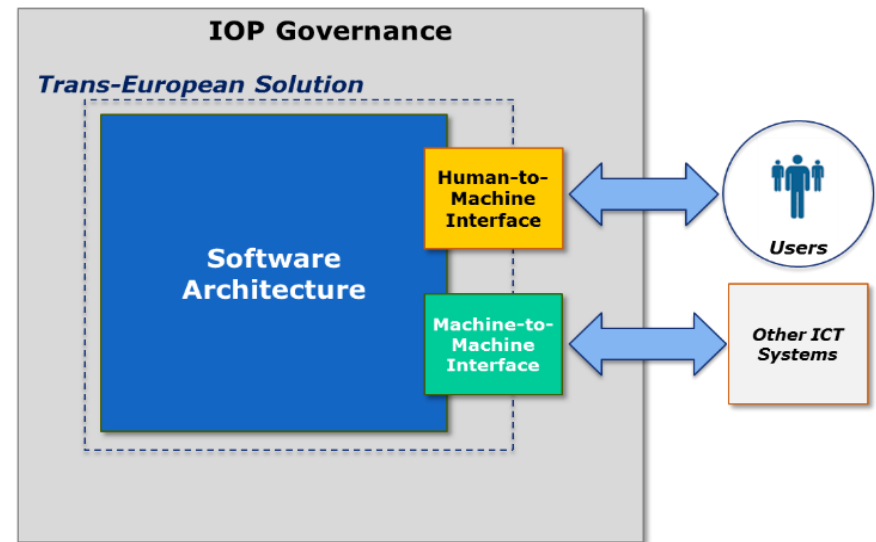 IOP Governance
Trans-European Solution
Software
Architecture
Human-to-
Machine
Interface
Users
Machine-to-
Machine
Interface
Other ICT
Systems